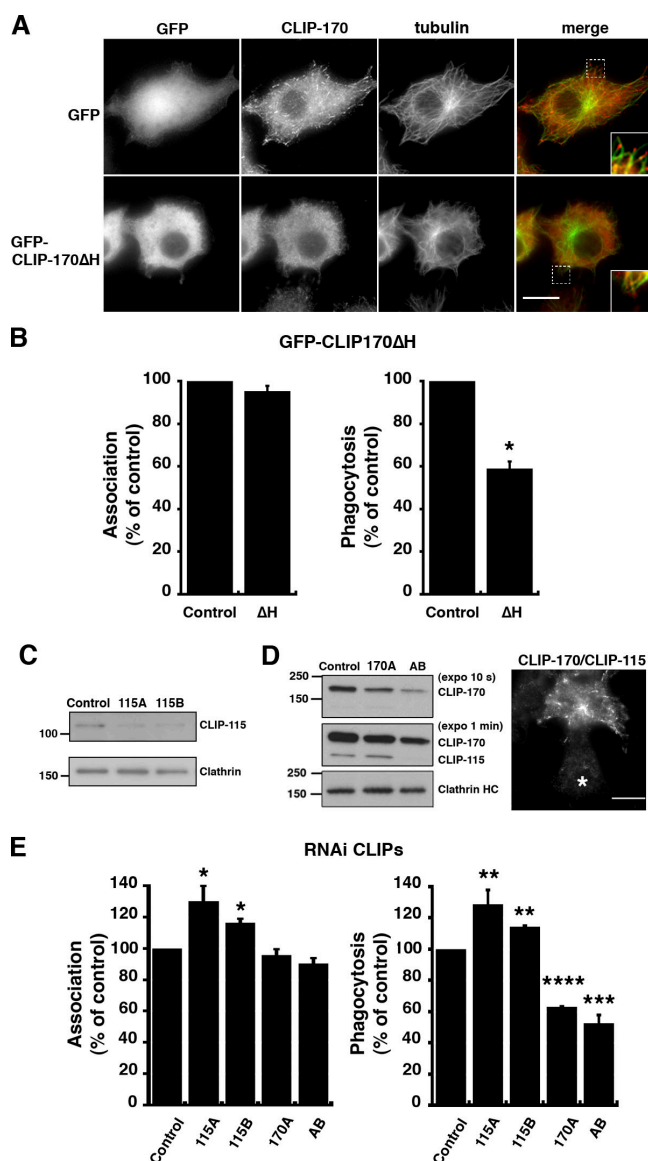 A
GFP CLIP-170 tubulin merge
GFP
GFP-
CLIP-170ΔH
B
GFP-CLIP170ΔH
Association
(% of control)
100
80
60
40
20
0
Control ΔH
Phagocytosis
(% of control)
100
80
60
40
20
0
*
Control ΔH
C
Control 115A 115B
100
CLIP-115
150
Clathrin
D
Control 170A AB
250
150
(expo 10 s)
CLIP-170
(expo 1 min)
CLIP-170
CLIP-115
250
150
Clathrin HC
CLIP-170/CLIP-115
*
E
RNAi CLIPs
Association
(% of control)
140
120
100
80
60
40
20
0
* *
Control 115A 115B 170A AB
Phagocytosis
(% of control)
140
120
100
80
60
40
20
0
** ** **** ***
Control 115A 115B 170A AB